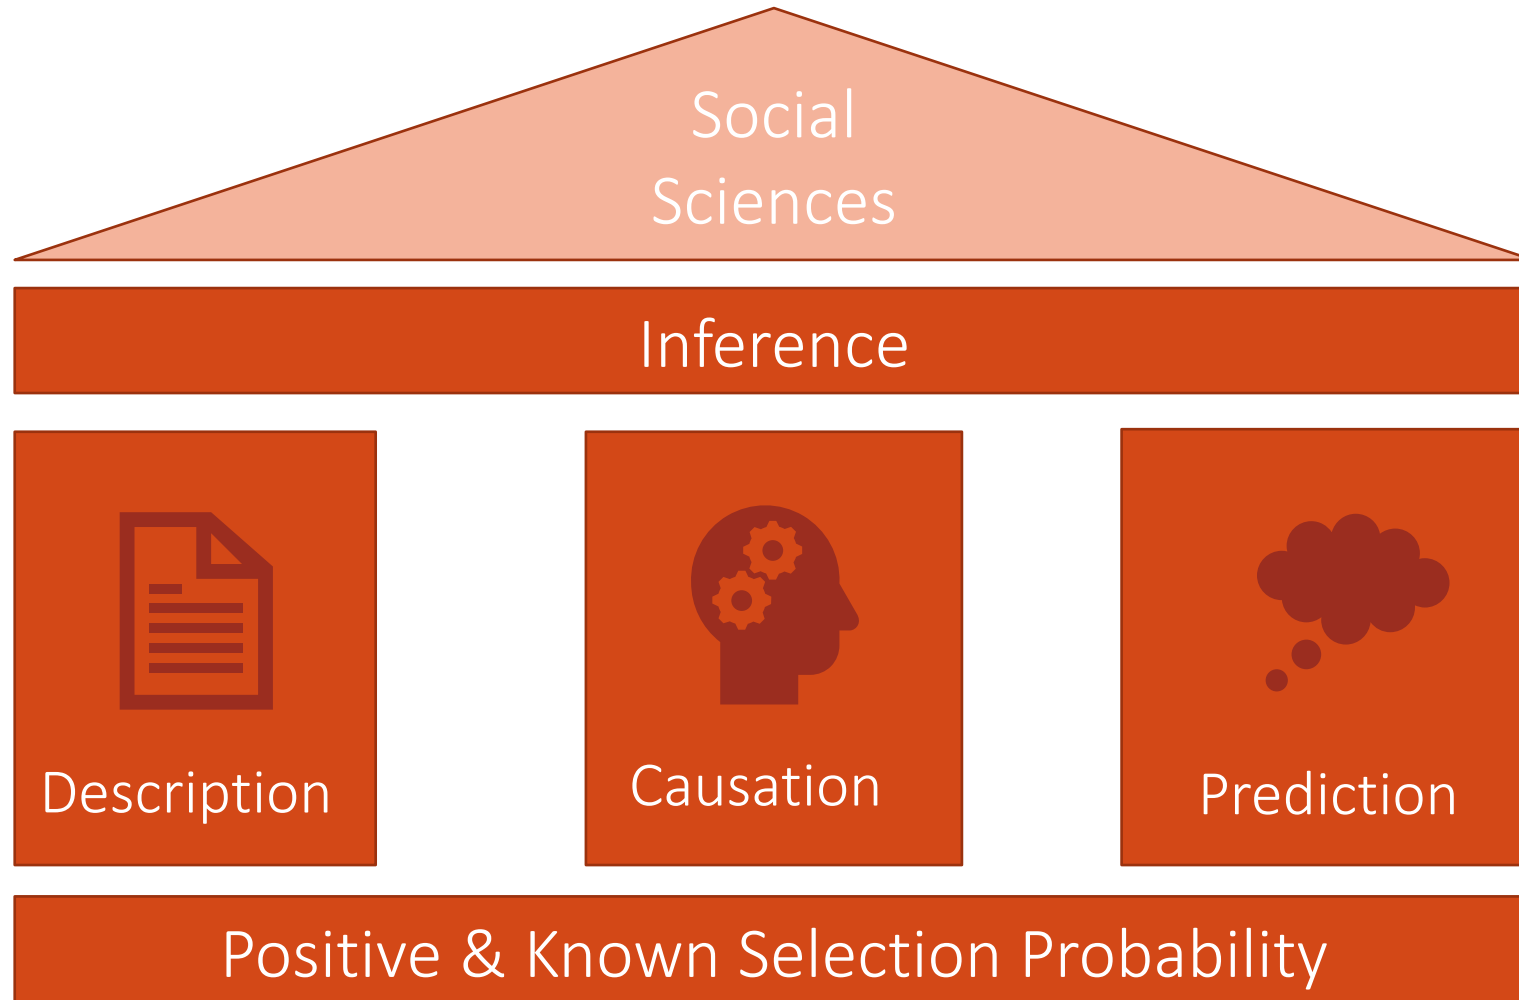 Social
Sciences
Inference
Description
Causation
Prediction
Positive & Known Selection Probability